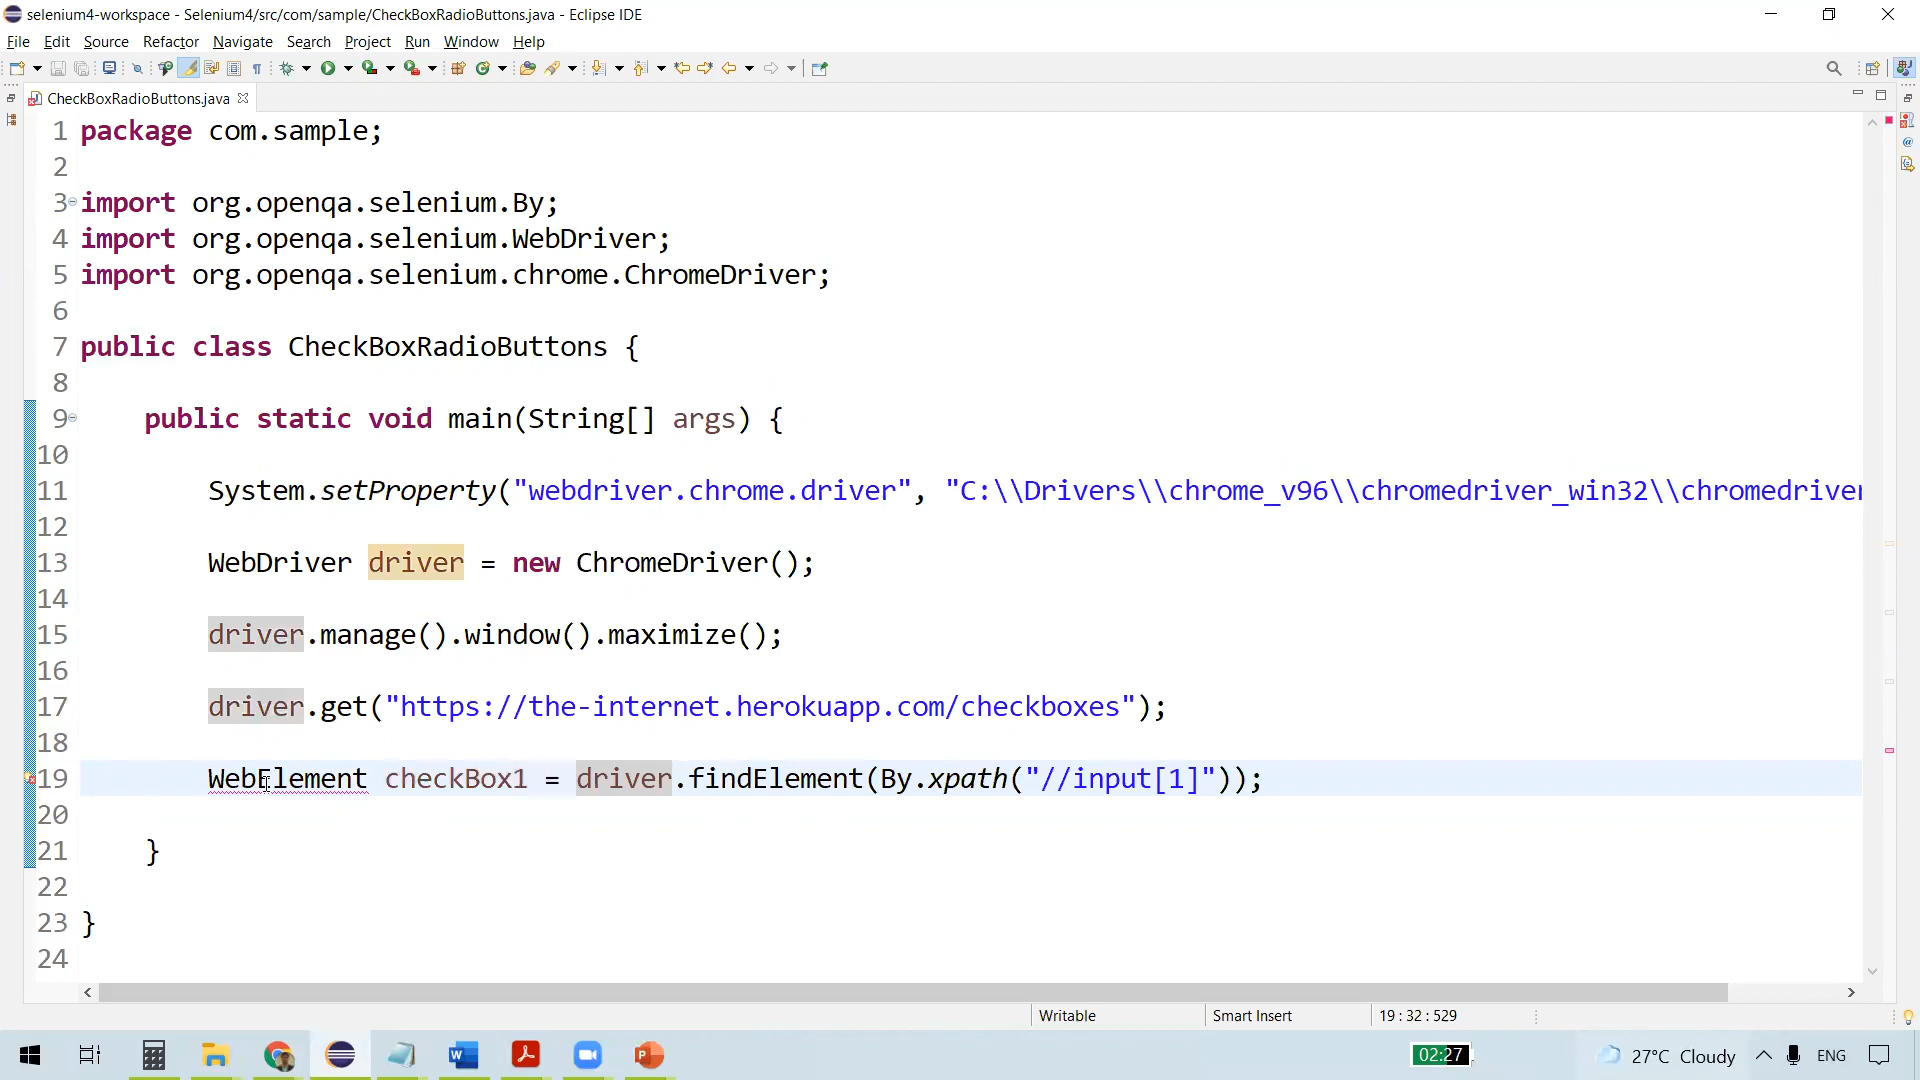 selenium4-workspace - Selenium4/src/com/sample/CheckBoxRadioButtons.java - Eclipse IDE
File Edit Source Refactor Navigate Search Project Run Window Help
CheckBoxRadioButtons.java
1 package com.sample;
2
3 import org.openqa.selenium.By;
4 import org.openqa.selenium.WebDriver;
5 import org.openqa.selenium.chrome.ChromeDriver;
6
7 public class CheckBoxRadioButtons {
8
9 public static void main(String[] args) {
10
11 System.setProperty("webdriver.chrome.driver", "C:\\Drivers\\chrome_v96\\chromedriver_win32\\chromedriver
12
13 WebDriver driver = new ChromeDriver();
14
15 driver.manage().window().maximize();
16
17 driver.get("https://the-internet.herokuapp.com/checkboxes");
18
19 WebElement checkBox1 = driver.findElement(By.xpath("//input[1]"));
20
21 }
22
23 }
24
Writable Smart Insert 19 : 32 : 529
02:27 27°C Cloudy ENG